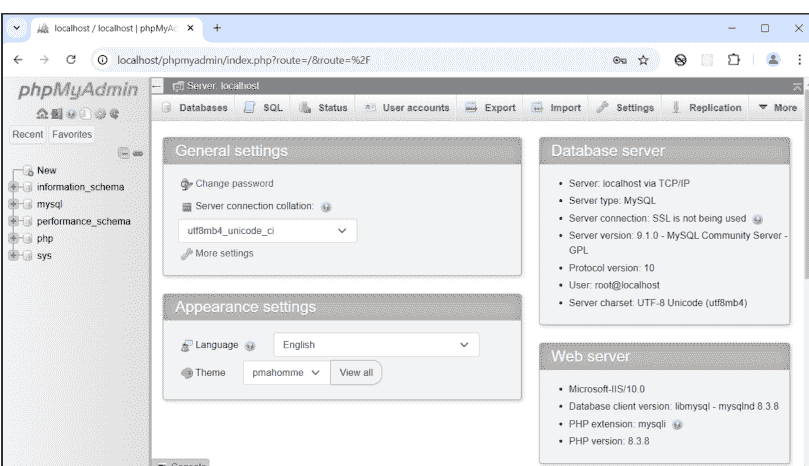 localhost / localhost | phpMyAd
localhost/phpmyadmin/index.php?route=/&route=%2F
phpMyAdmin
Recent Favorites
New
information_schema
mysql
performance_schema
php
sys
Server: localhost
Databases SQL Status User accounts Export Import Settings Replication More
General settings
Change password
Server connection collation:
utf8mb4_unicode_ci
More settings
Appearance settings
Language English
Theme pmahomme View all
Database server
• Server: localhost via TCP/IP
• Server type: MySQL
• Server connection: SSL is not being used
• Server version: 9.1.0 - MySQL Community Server -
GPL
• Protocol version: 10
• User: root@localhost
• Server charset: UTF-8 Unicode (utf8mb4)
Web server
• Microsoft-IIS/10.0
• Database client version: libmysql - mysqlnd 8.3.8
• PHP extension: mysqli
• PHP version: 8.3.8
Console